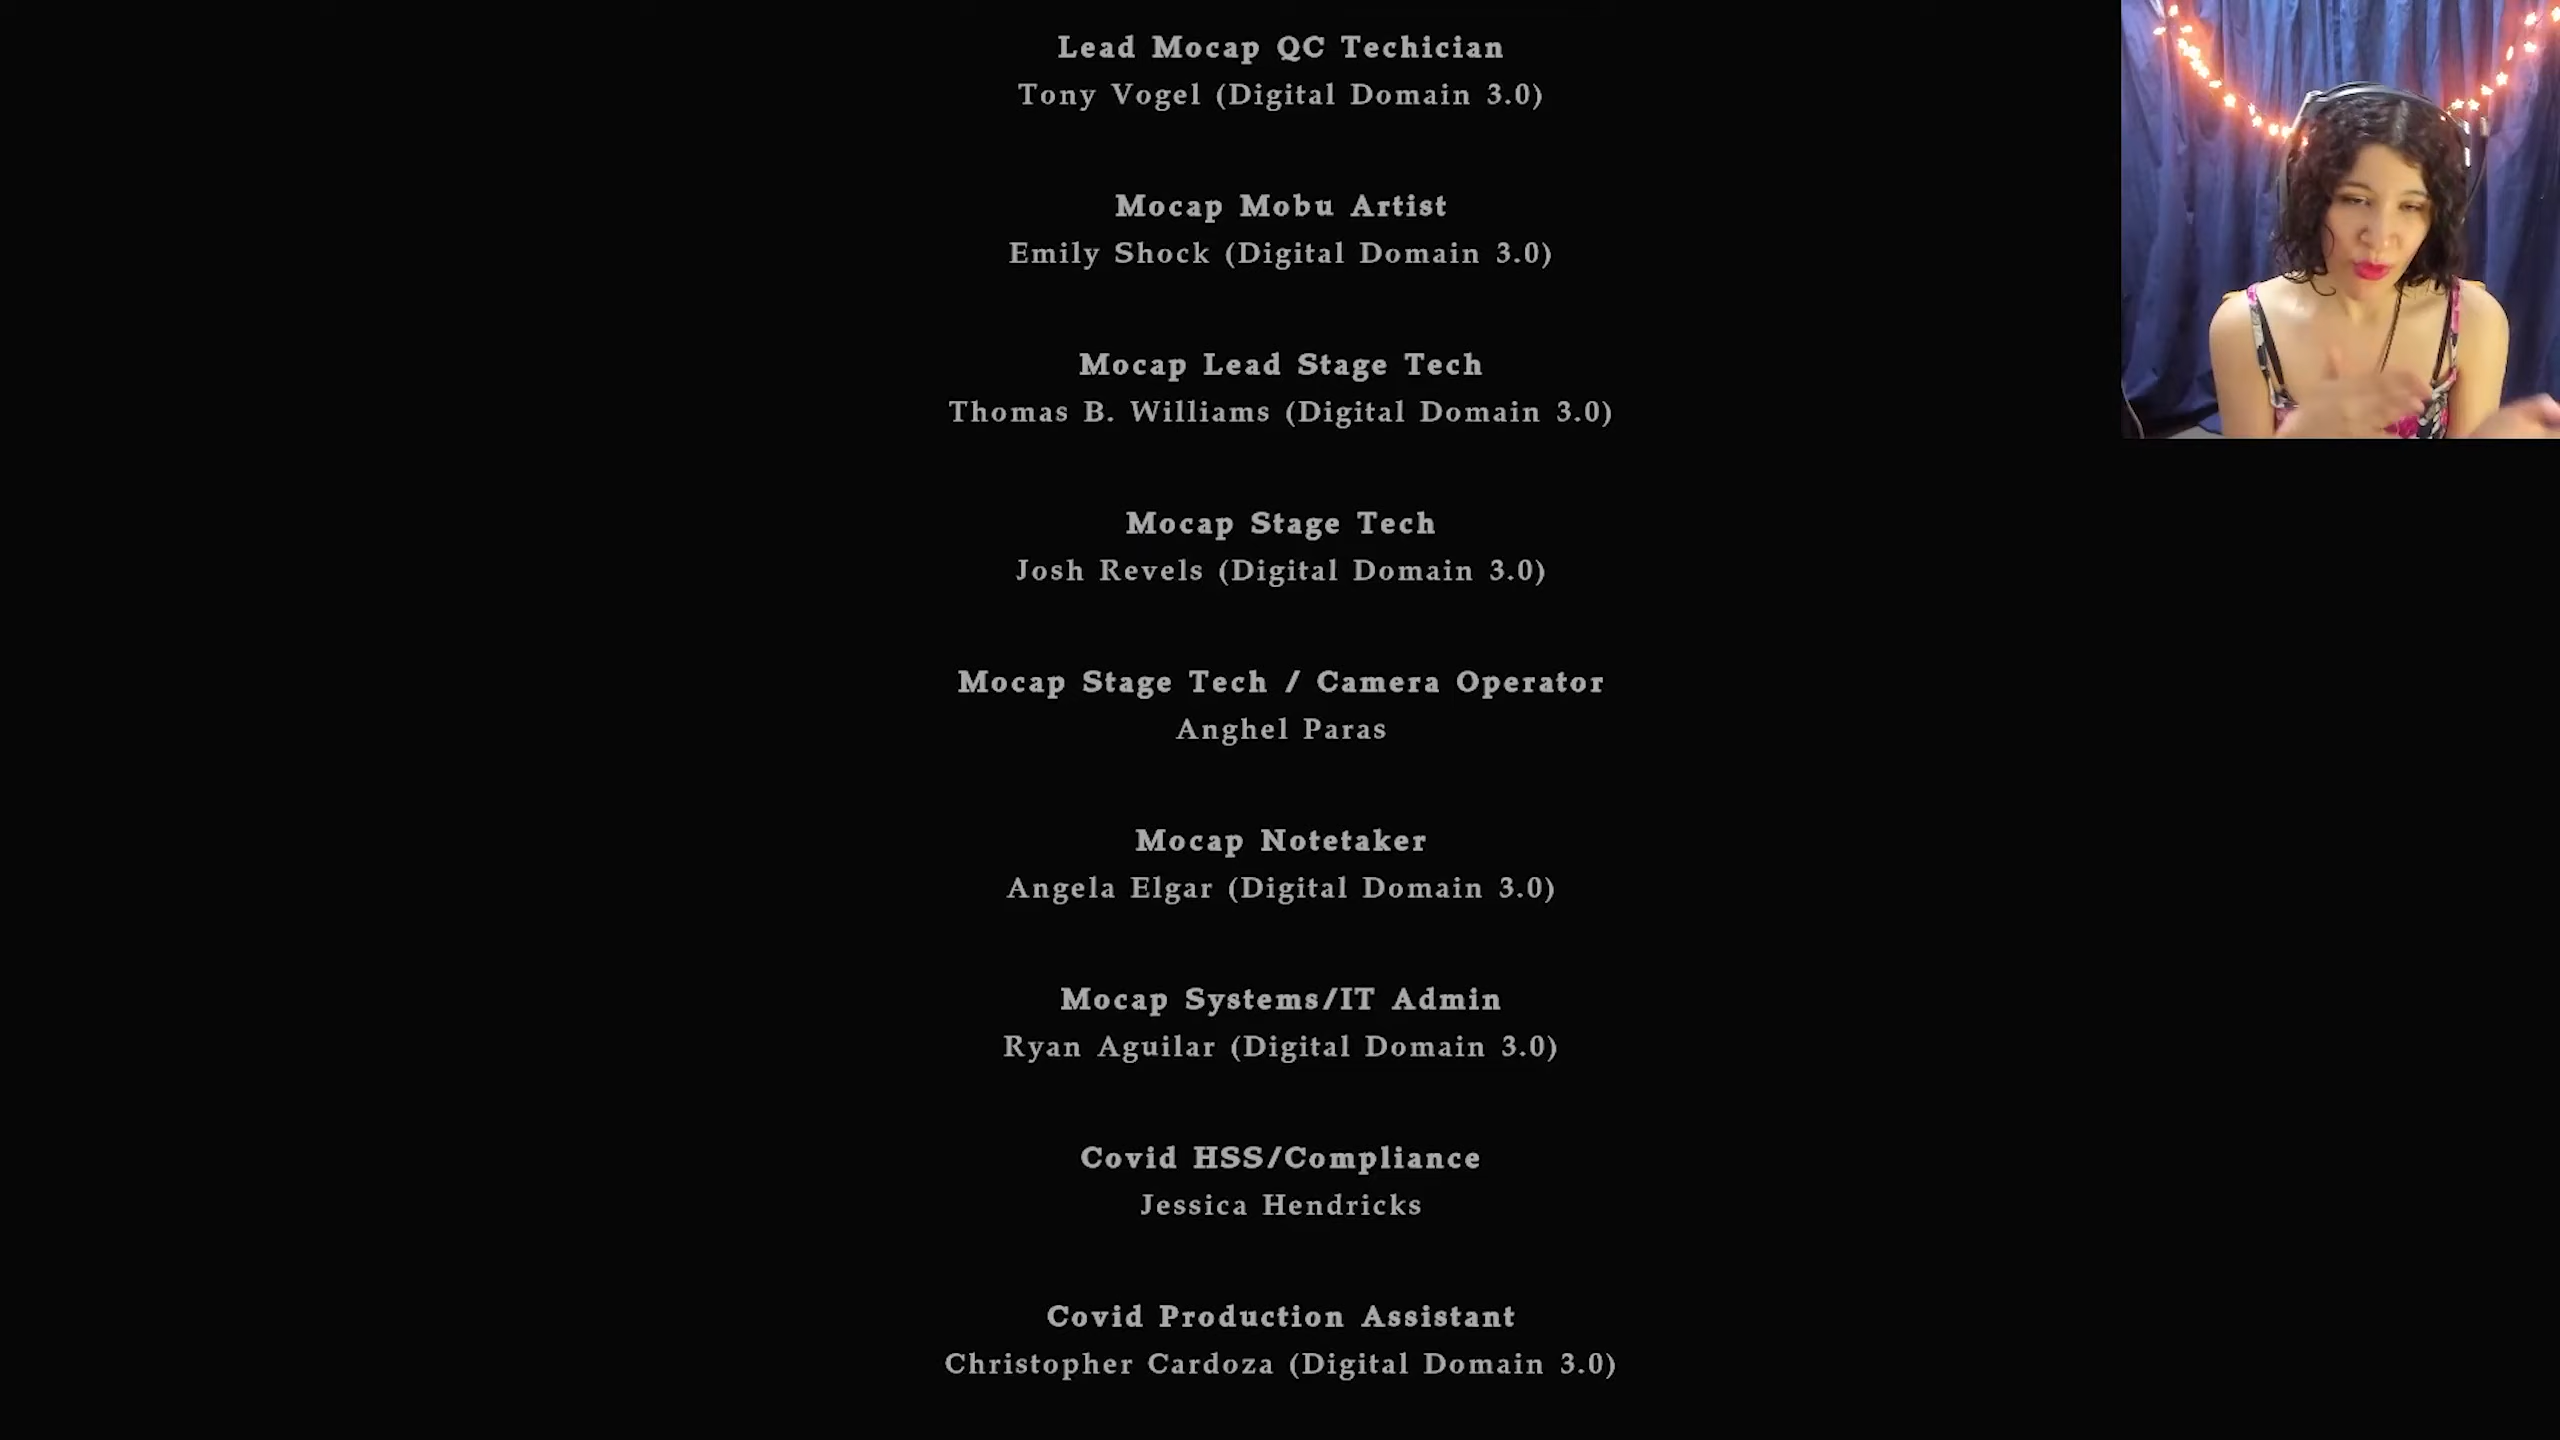 Lead Mocap QC Techician
Tony Vogel (Digital Domain 3.0)
Mocap Mobu Artist
Emily Shock (Digital Domain 3.0)
Mocap Lead Stage Tech
Thomas B. Williams (Digital Domain 3.0)
Mocap Stage Tech
Josh Revels (Digital Domain 3.0)
Mocap Stage Tech / Camera Operator
Anghel Paras
Mocap Notetaker
Angela Elgar (Digital Domain 3.0)
Mocap Systems/IT Admin
Ryan Aguilar (Digital Domain 3.0)
Covid HSS/Compliance
Jessica Hendricks
Covid Production Assistant
Christopher Cardoza (Digital Domain 3.0)